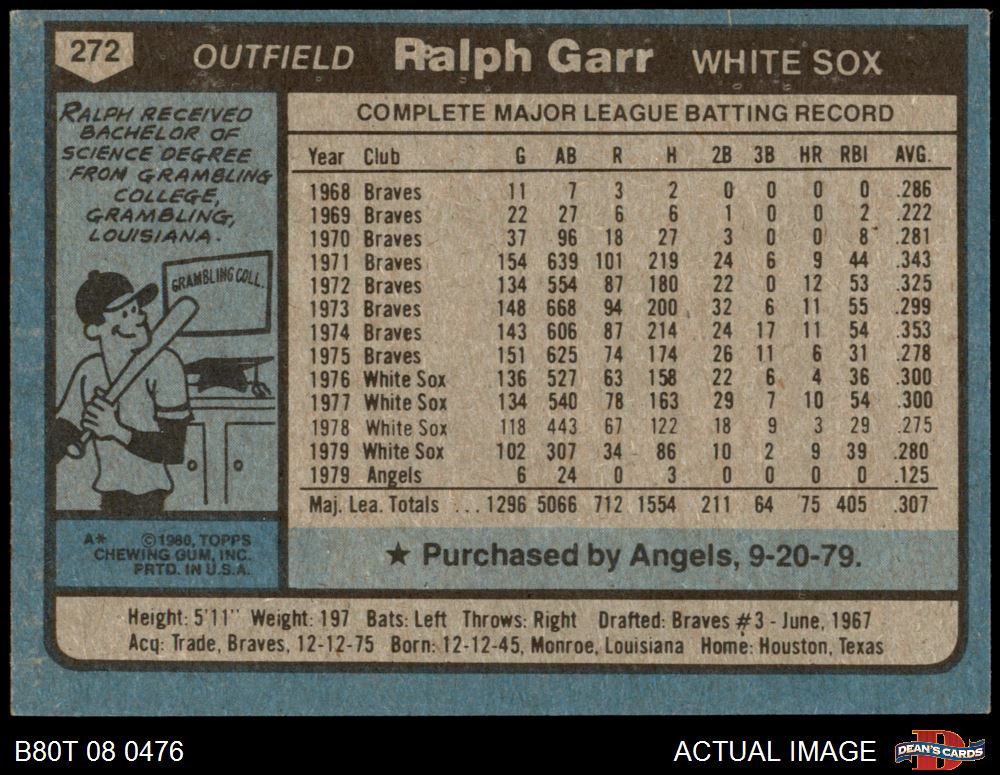 272 OUTFIELD Ralph Garr WHITE SOX
RALPH RECEIVED
BACHELOR OF
SCIENCE DEGREE
FROM GRAMBLING
COLLEGE,
GRAMBLING,
LOUISIANA.
GRAMBLING COLL.
COMPLETE MAJOR LEAGUE BATTING RECORD
Year Club G AB R H 2B 3B HR RBI AVG.
1968 Braves 11 7 3 2 0 0 0 0 .286
1969 Braves 22 27 6 6 1 0 0 2 .222
1970 Braves 37 96 18 27 3 0 0 8 .281
1971 Braves 154 639 101 219 24 6 9 44 .343
1972 Braves 134 554 87 180 22 0 12 53 .325
1973 Braves 148 668 94 200 32 6 11 55 .299
1974 Braves 143 606 87 214 24 17 11 54 .353
1975 Braves 151 625 74 174 26 11 6 31 .278
1976 White Sox 136 527 63 158 22 6 4 36 .300
1977 White Sox 134 540 78 163 29 7 10 54 .300
1978 White Sox 118 443 67 122 18 9 3 29 .275
1979 White Sox 102 307 34 86 10 2 9 39 .280
1979 Angels 6 24 0 3 0 0 0 0 .125
Maj. Lea. Totals ... 1296 5066 712 1554 211 64 75 405 .307
A* ©1980, TOPPS
CHEWING GUM, INC.
PRTD. IN U.S.A.
★ Purchased by Angels, 9-20-79.
Height: 5'11" Weight: 197 Bats: Left Throws: Right Drafted: Braves #3 - June, 1967
Acq: Trade, Braves, 12-12-75 Born: 12-12-45, Monroe, Louisiana Home: Houston, Texas
B80T 08 0476 ACTUAL IMAGE DEAN'S CARDS